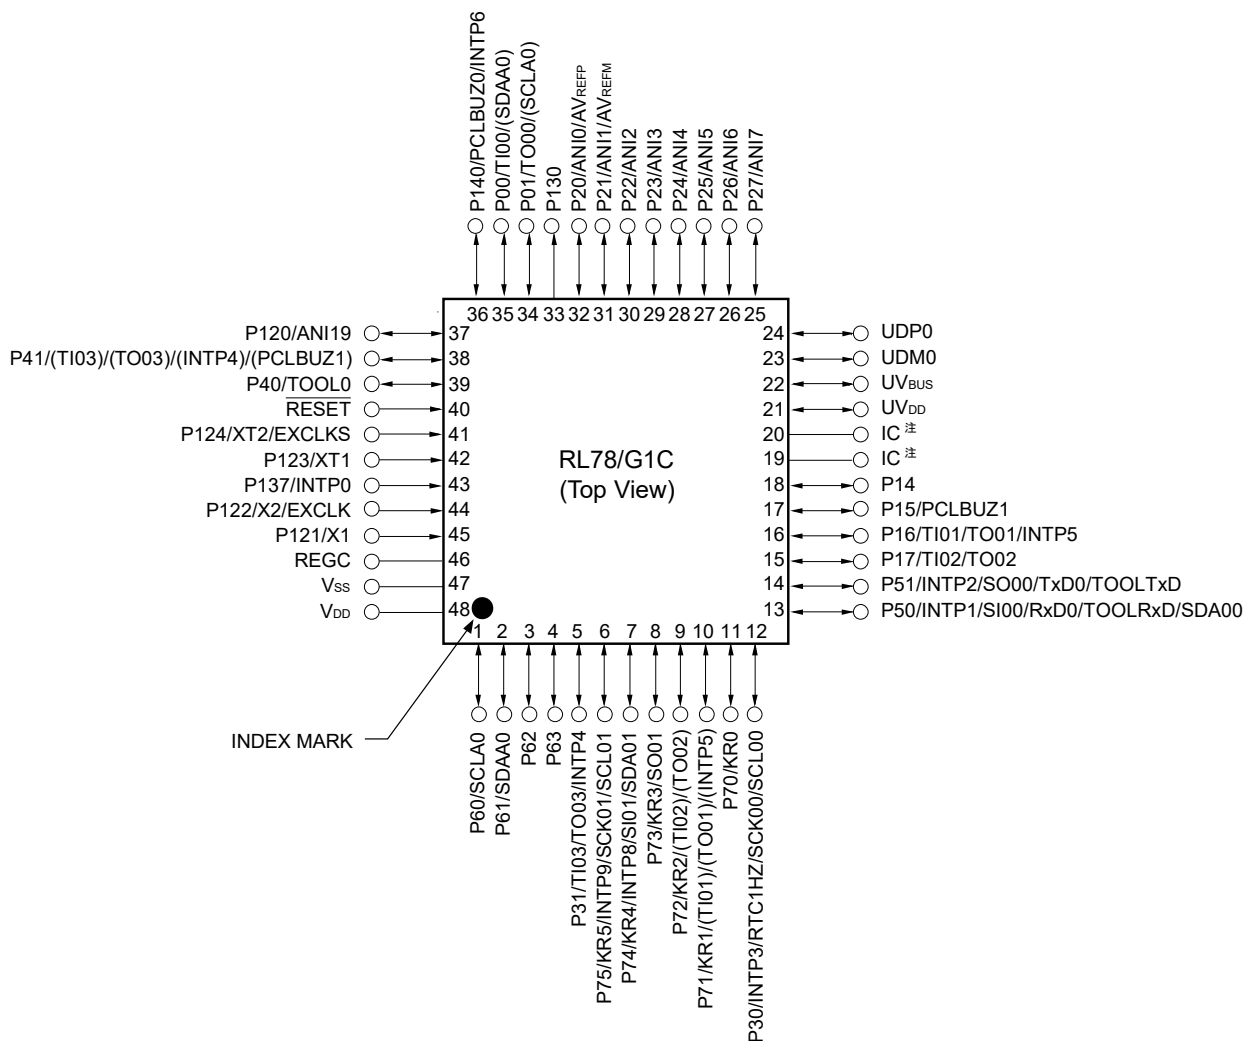 P140/PCLBUZ0/INTP6
P00/TI00/(SDAA0)
P01/TO00/(SCLA0)
P130
P20/ANI0/AVREFP
P21/ANI1/AVREFM
P22/ANI2
P23/ANI3
P24/ANI4
P25/ANI5
P26/ANI6
P27/ANI7
36 35 34 33 32 31 30 29 28 27 26 25
P120/ANI19 37
P41/(TI03)/(TO03)/(INTP4)/(PCLBUZ1) 38
P40/TOOL0 39
RESET 40
P124/XT2/EXCLKS 41
P123/XT1 42
P137/INTP0 43
P122/X2/EXCLK 44
P121/X1 45
REGC 46
VSS 47
VDD 48
RL78/G1C
(Top View)
24 UDP0
23 UDM0
22 UVBUS
21 UVDD
20 IC 注
19 IC 注
18 P14
17 P15/PCLBUZ1
16 P16/TI01/TO01/INTP5
15 P17/TI02/TO02
14 P51/INTP2/SO00/TxD0/TOOLTxD
13 P50/INTP1/SI00/RxD0/TOOLRxD/SDA00
1 2 3 4 5 6 7 8 9 10 11 12
INDEX MARK
P60/SCLA0
P61/SDAA0
P62
P63
P31/TI03/TO03/INTP4
P75/KR5/INTP9/SCK01/SCL01
P74/KR4/INTP8/SI01/SDA01
P73/KR3/SO01
P72/KR2/(TI02)/(TO02)
P71/KR1/(TI01)/(TO01)/(INTP5)
P70/KR0
P30/INTP3/RTC1HZ/SCK00/SCL00